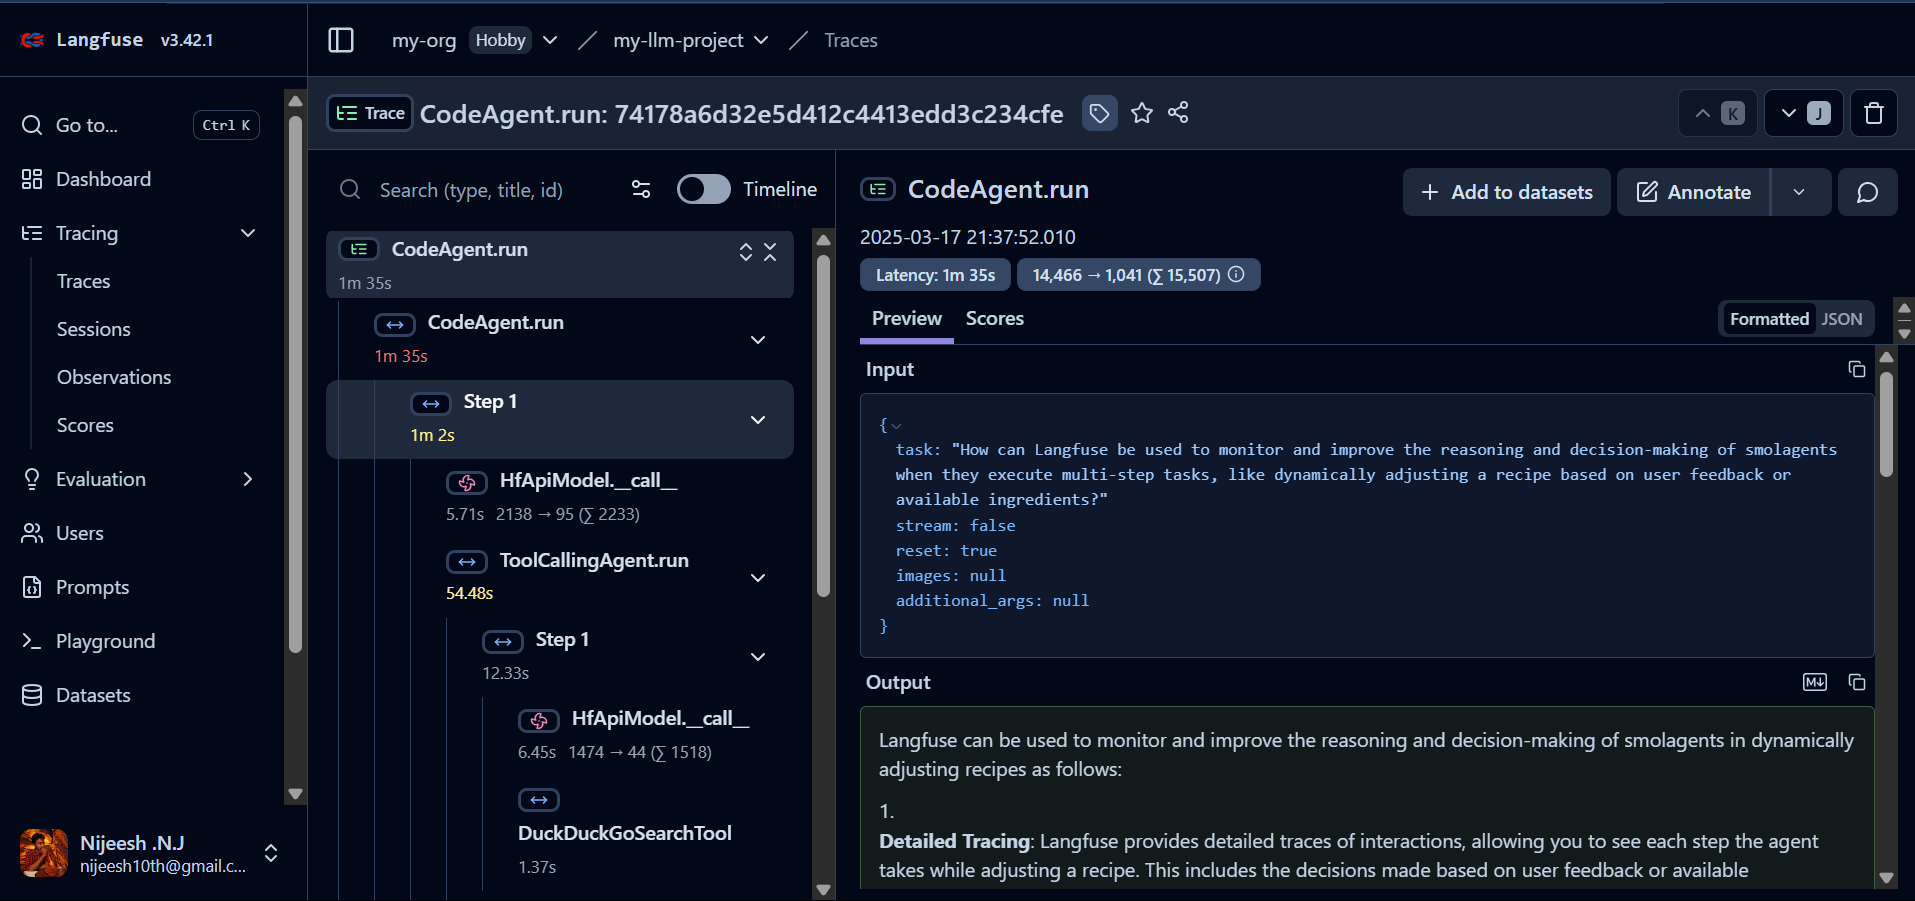 Langfuse v3.42.1
my-org Hobby / my-llm-project / Traces
Go to... Ctrl K
Dashboard
Tracing
Traces
Sessions
Observations
Scores
Evaluation
Users
Prompts
Playground
Datasets
Nijeesh .N.J
nijeesh10th@gmail.c...
Trace CodeAgent.run: 74178a6d32e5d412c4413edd3c234cfe
K
J
Search (type, title, id)
Timeline
CodeAgent.run
1m 35s
CodeAgent.run
1m 35s
Step 1
1m 2s
HfApiModel.__call__
5.71s 2138 → 95 (∑ 2233)
ToolCallingAgent.run
54.48s
Step 1
12.33s
HfApiModel.__call__
6.45s 1474 → 44 (∑ 1518)
DuckDuckGoSearchTool
1.37s
CodeAgent.run
+ Add to datasets
Annotate
2025-03-17 21:37:52.010
Latency: 1m 35s
14,466 → 1,041 (∑ 15,507)
Preview Scores
Formatted JSON
Input
{
task: "How can Langfuse be used to monitor and improve the reasoning and decision-making of smolagents
when they execute multi-step tasks, like dynamically adjusting a recipe based on user feedback or
available ingredients?"
stream: false
reset: true
images: null
additional_args: null
}
Output
M↓
Langfuse can be used to monitor and improve the reasoning and decision-making of smolagents in dynamically
adjusting recipes as follows:
1.
Detailed Tracing: Langfuse provides detailed traces of interactions, allowing you to see each step the agent
takes while adjusting a recipe. This includes the decisions made based on user feedback or available